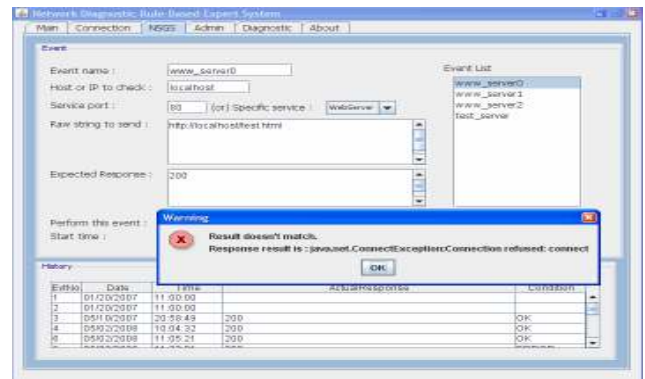 Network Diagnostic Rule-Based Expert System
Main Connection NSGS Admin Diagnostic About
Event
Event name : www_server0 Event List
Host or IP to check : localhost www_server0
www_server1
Service port : 80 (or) Specific service : WebServer www_server2
test_server
Raw string to send : http://localhost/test.html
Expected Response : 200
Perform this event :
Start time :
Warning
Result doesn't match.
Response result is : java.net.ConnectException:Connection refused: connect
OK
History
EvtNo Date Time ActualResponse Condition
1 01/20/2007 11:00:00
2 01/20/2007 11:00:00
3 05/10/2007 20:58:49 200 OK
4 05/02/2008 10:04:32 200 OK
05/02/2008 11:05:21 200 OK